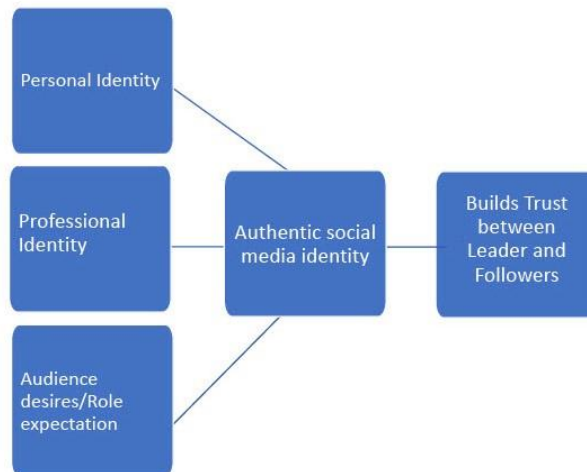 Personal Identity
Professional
Identity
Audience
desires/Role
expectation
Authentic social
media identity
Builds Trust
between
Leader and
Followers